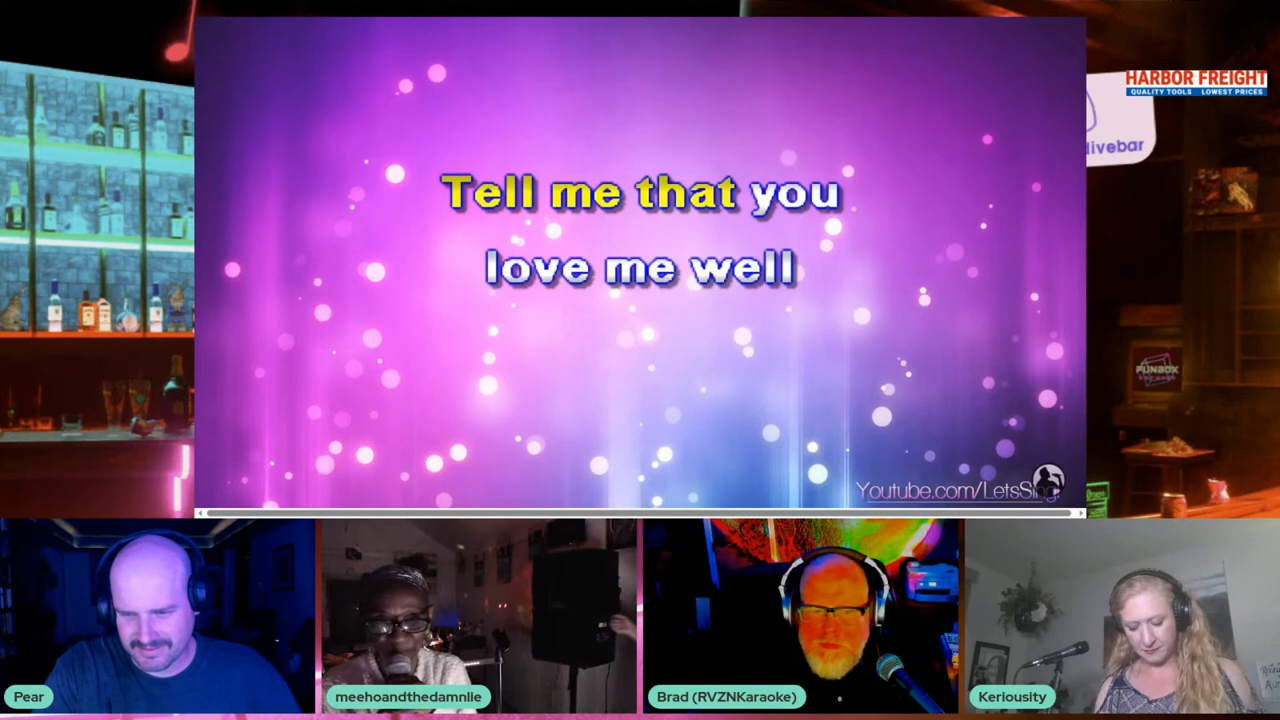 HARBOR FREIGHT
QUALITY TOOLS LOWEST PRICES
divebar
Tell me that you
love me well
FUNBOX
Youtube.com/LetsSing
Pear
meehoandthedamnlie
Brad (RVZNKaraoke)
Keriousity